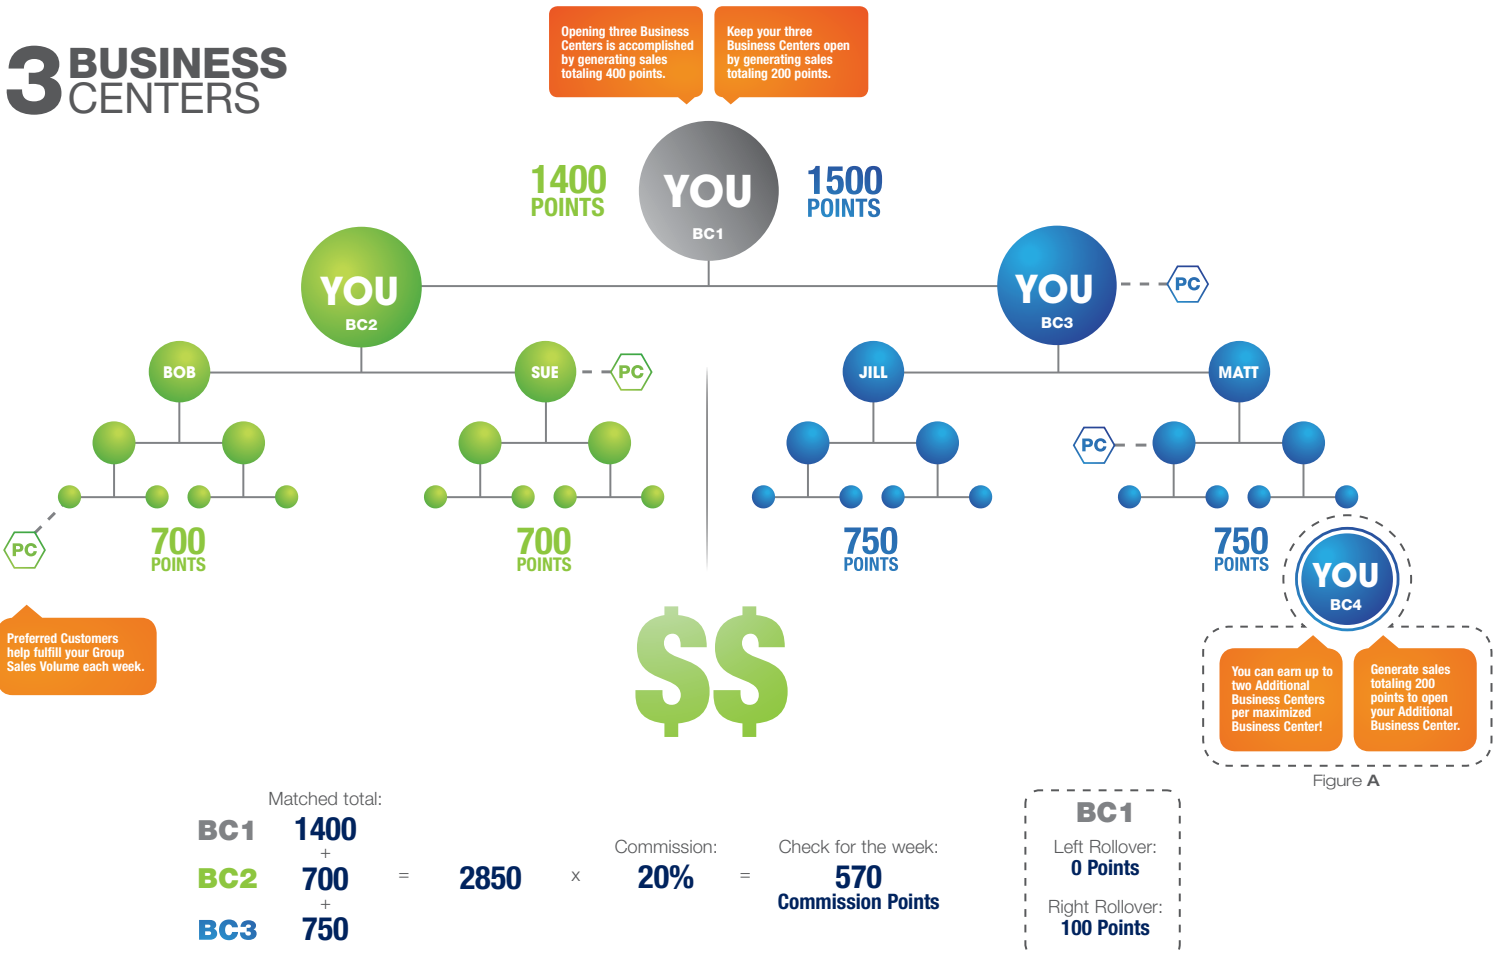 3 BUSINESS
CENTERS
Opening three Business
Centers is accomplished
by generating sales
totaling 400 points.
Keep your three
Business Centers open
by generating sales
totaling 200 points.
1400
POINTS
YOU
BC1
1500
POINTS
YOU
BC2
YOU
BC3
PC
BOB
SUE
PC
JILL
MATT
PC
PC
700
POINTS
700
POINTS
750
POINTS
750
POINTS
YOU
BC4
Preferred Customers
help fulfill your Group
Sales Volume each week.
$$
You can earn up to
two Additional
Business Centers
per maximized
Business Center!
Generate sales
totaling 200
points to open
your Additional
Business Center.
Figure A
Matched total:
BC1 1400
+
BC2 700 = 2850 x
+
BC3 750
Commission:
20% =
Check for the week:
570
Commission Points
BC1
Left Rollover:
0 Points
Right Rollover:
100 Points